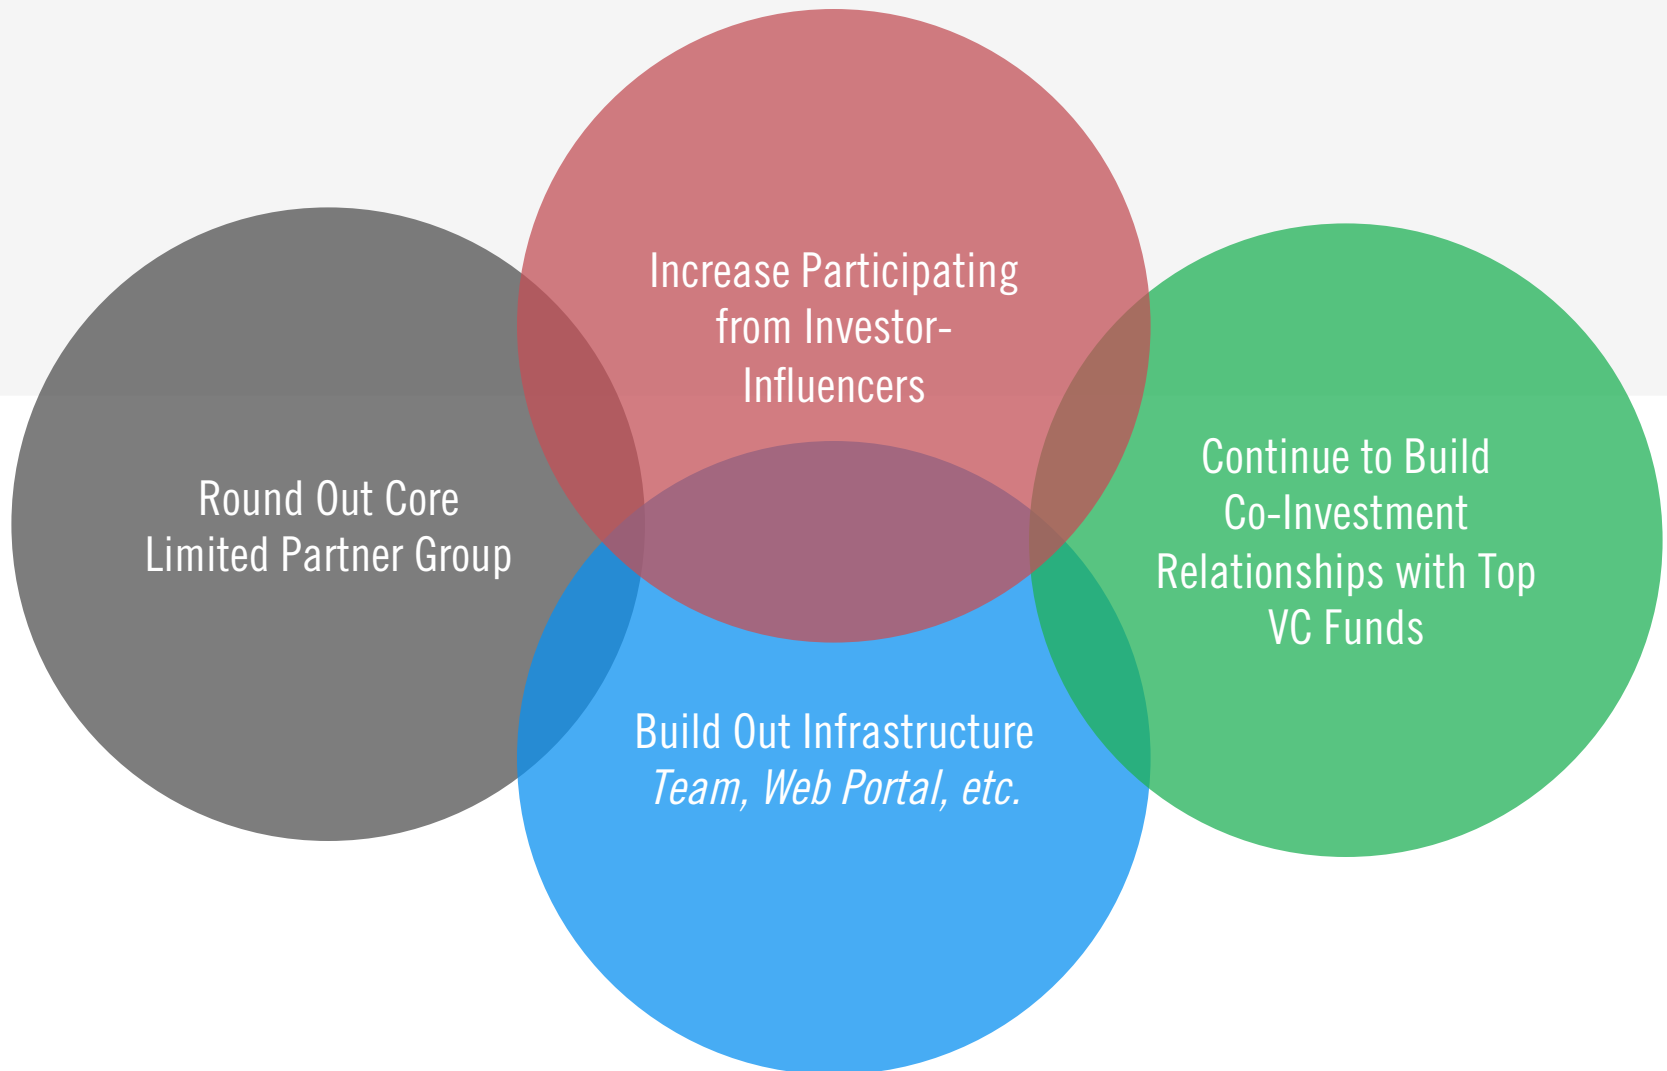 Increase Participating
from Investor-
Influencers
Round Out Core
Limited Partner Group
Continue to Build
Co-Investment
Relationships with Top
VC Funds
Build Out Infrastructure
Team, Web Portal, etc.